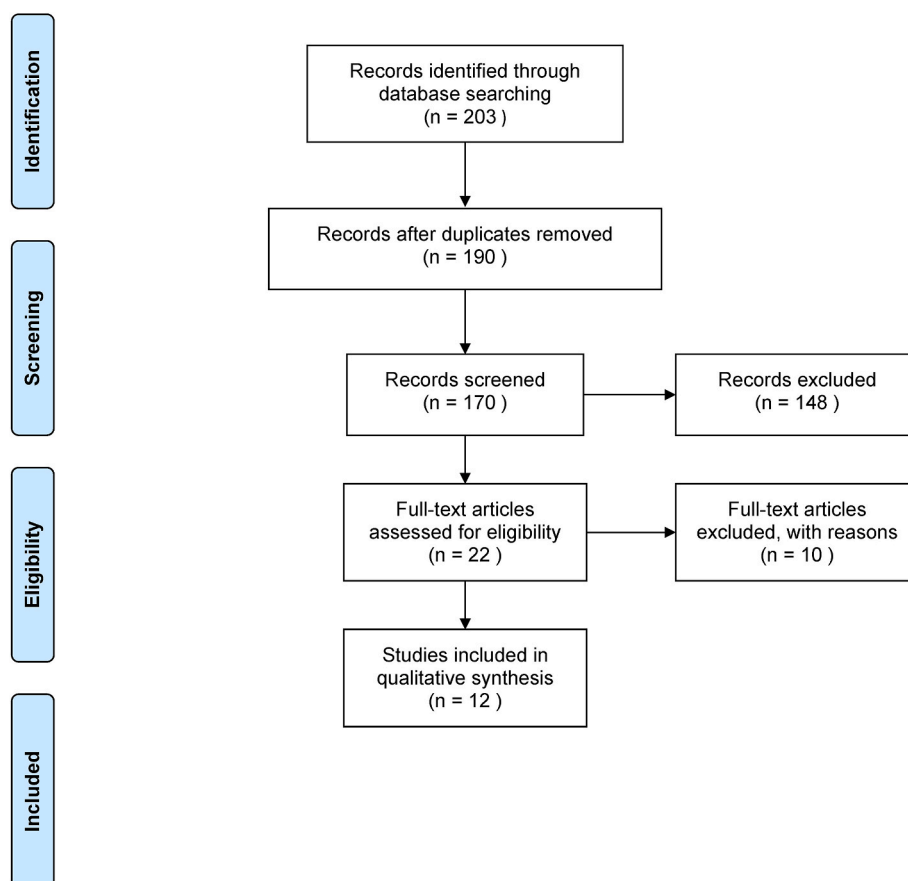 Identification
Records identified through
database searching
(n = 203 )
Records after duplicates removed
(n = 190 )
Screening
Records screened
(n = 170 )
Records excluded
(n = 148 )
Eligibility
Full-text articles
assessed for eligibility
(n = 22 )
Full-text articles
excluded, with reasons
(n = 10 )
Studies included in
qualitative synthesis
(n = 12 )
Included